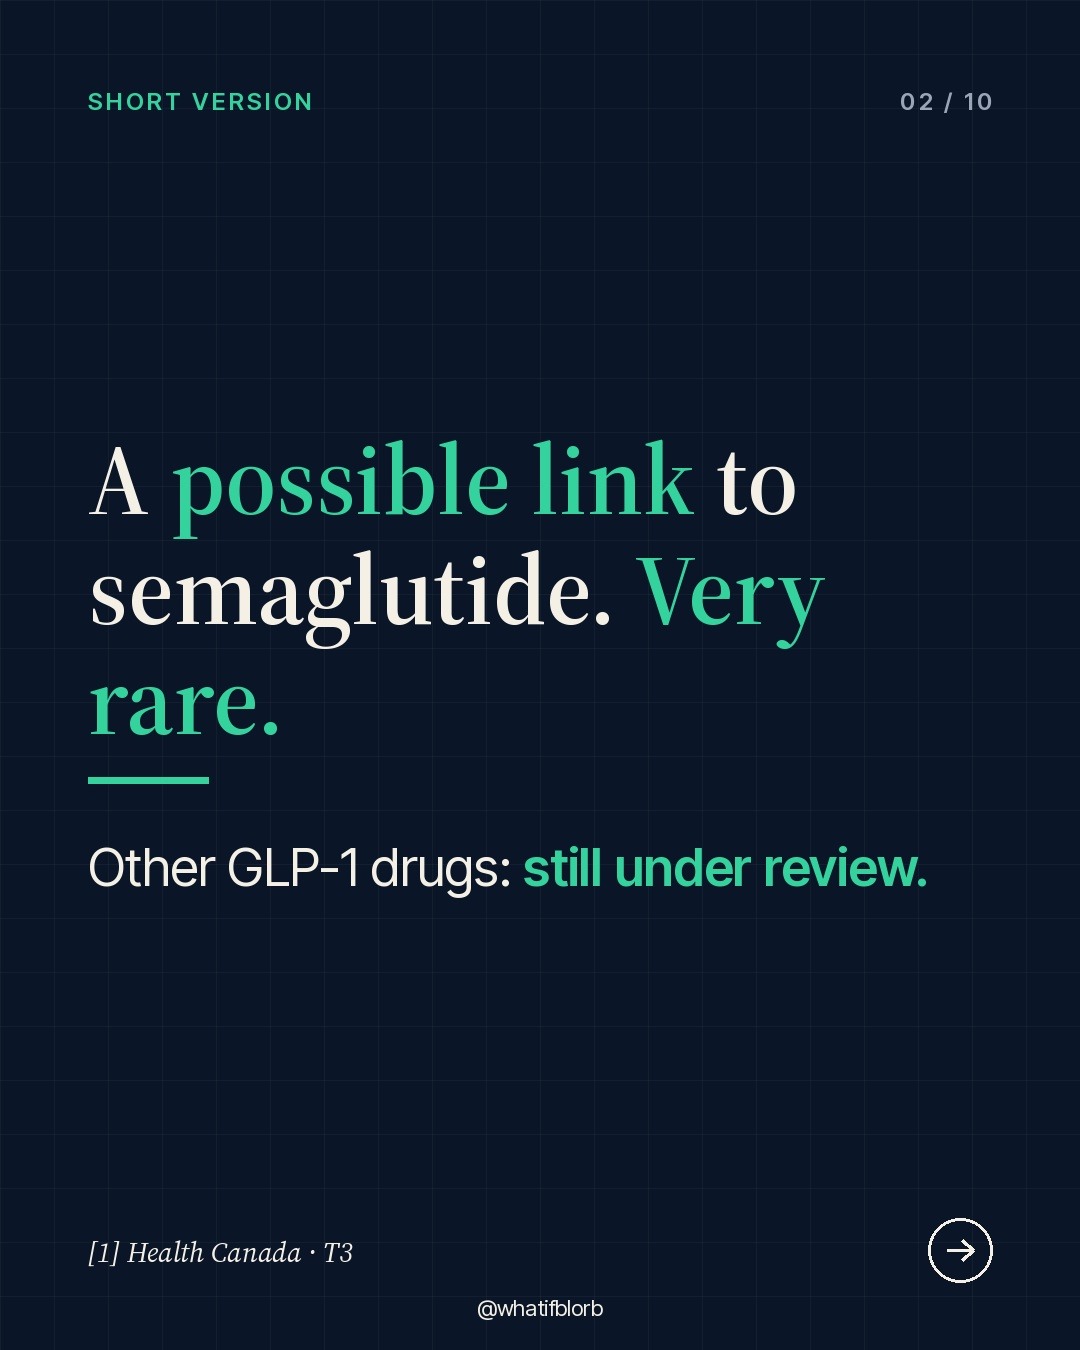 SHORT VERSION
02 / 10
A possible link to
semaglutide. Very
rare.
Other GLP-1 drugs: still under review.
[1] Health Canada · T3
@whatifblorb